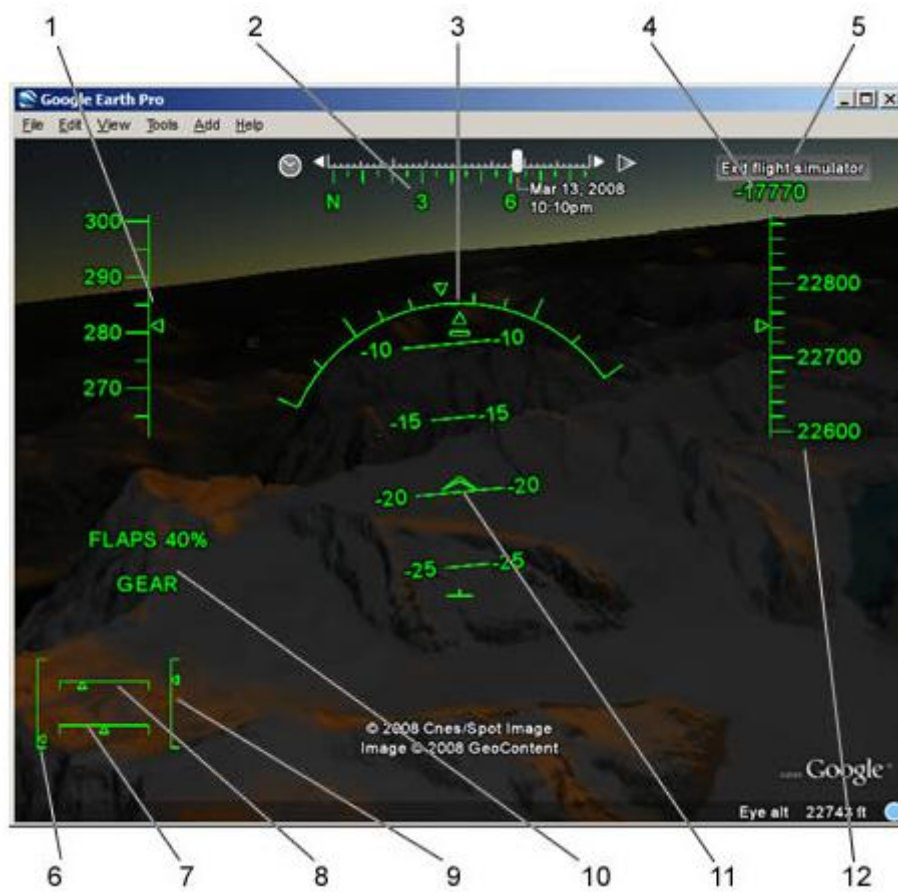 1 2 3 4 5
Google Earth Pro
File Edit View Tools Add Help
Exit flight simulator
-17770
Mar 13, 2008
10:10pm
N 3 6
300
290
280
270
22800
22700
22600
-10 -10
-15 -15
-20 -20
-25 -25
FLAPS 40%
GEAR
© 2008 Cnes/Spot Image
Image © 2008 GeoContent
Google
Eye alt 22743 ft
6 7 8 9 10 11 12